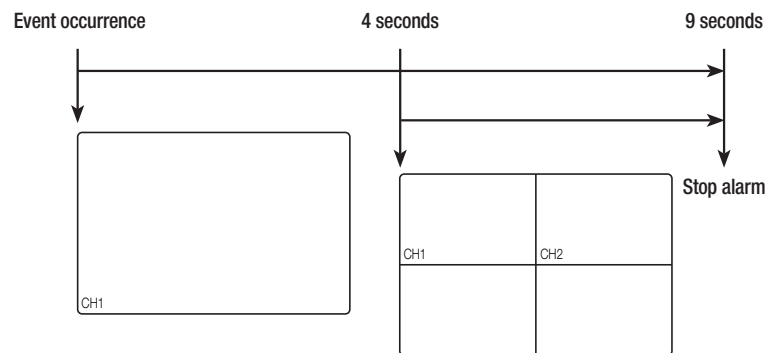 Event occurrence
4 seconds
9 seconds
Stop alarm
CH1
CH2
CH1